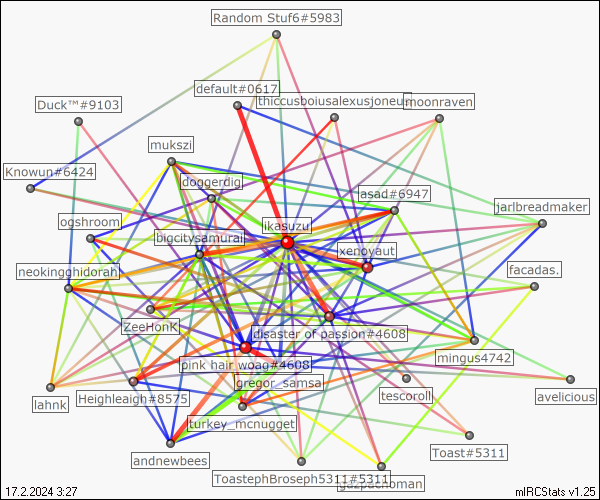 Random Stuf6#5983
default#0617
thiccusboiusalexusjoneum
moonraven
Duck™#9103
mukszi
Knowun#6424
doggerdig
asad#6947
jarlbreadmaker
ogshroom
ikasuzu
bigcitysamurai
xenoyaut
neokingghidorah
facadas.
ZeeHonK
disaster of passion#4608
mingus4742
pink hair woag#4608
gregor_samsa
lahnk
Heighleaigh#8575
tescoroll
avelicious
turkey_mcnugget
Toast#5311
andnewbees
ToastephBroseph5311#5311
gazpachoman
17.2.2024 3:27
mIRCStats v1.25